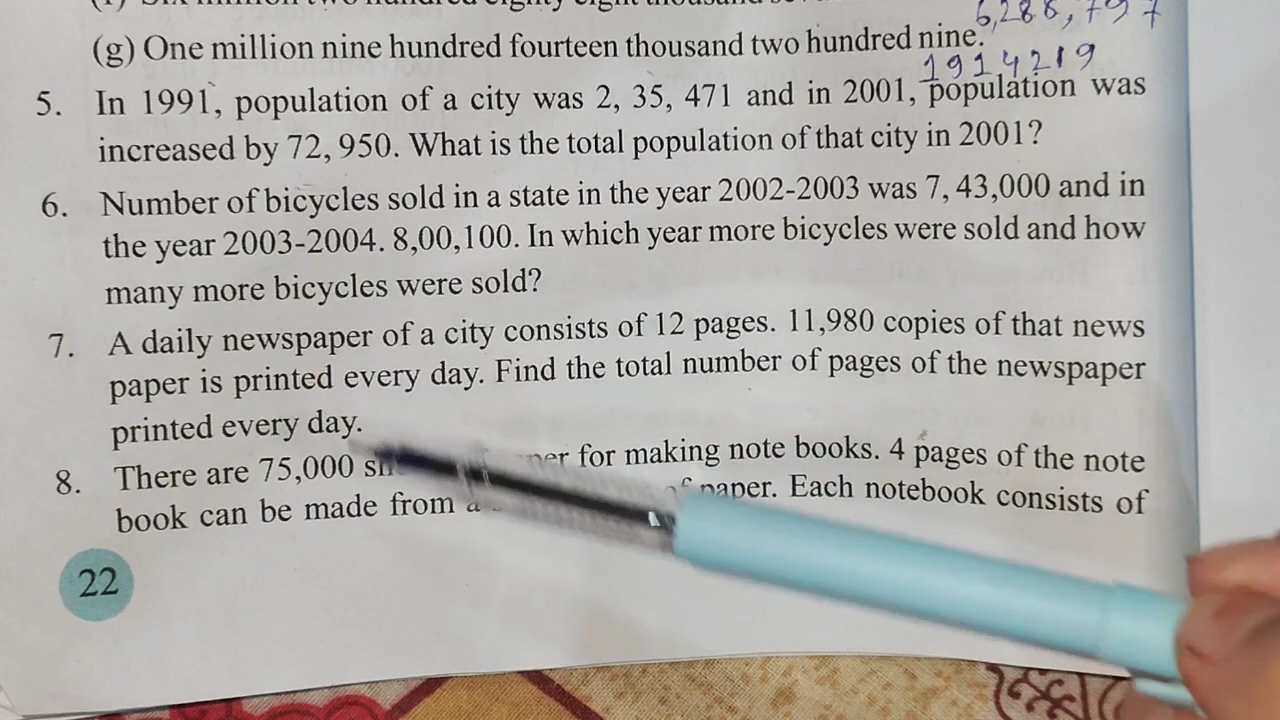 (g) One million nine hundred fourteen thousand two hundred nine.
1914219
5. In 1991, population of a city was 2, 35, 471 and in 2001, population was
increased by 72, 950. What is the total population of that city in 2001?
6. Number of bicycles sold in a state in the year 2002-2003 was 7, 43,000 and in
the year 2003-2004. 8,00,100. In which year more bicycles were sold and how
many more bicycles were sold?
7. A daily newspaper of a city consists of 12 pages. 11,980 copies of that news
paper is printed every day. Find the total number of pages of the newspaper
printed every day.
8. There are 75,000 for making note books. 4 pages of the note
book can be made from paper. Each notebook consists of
22